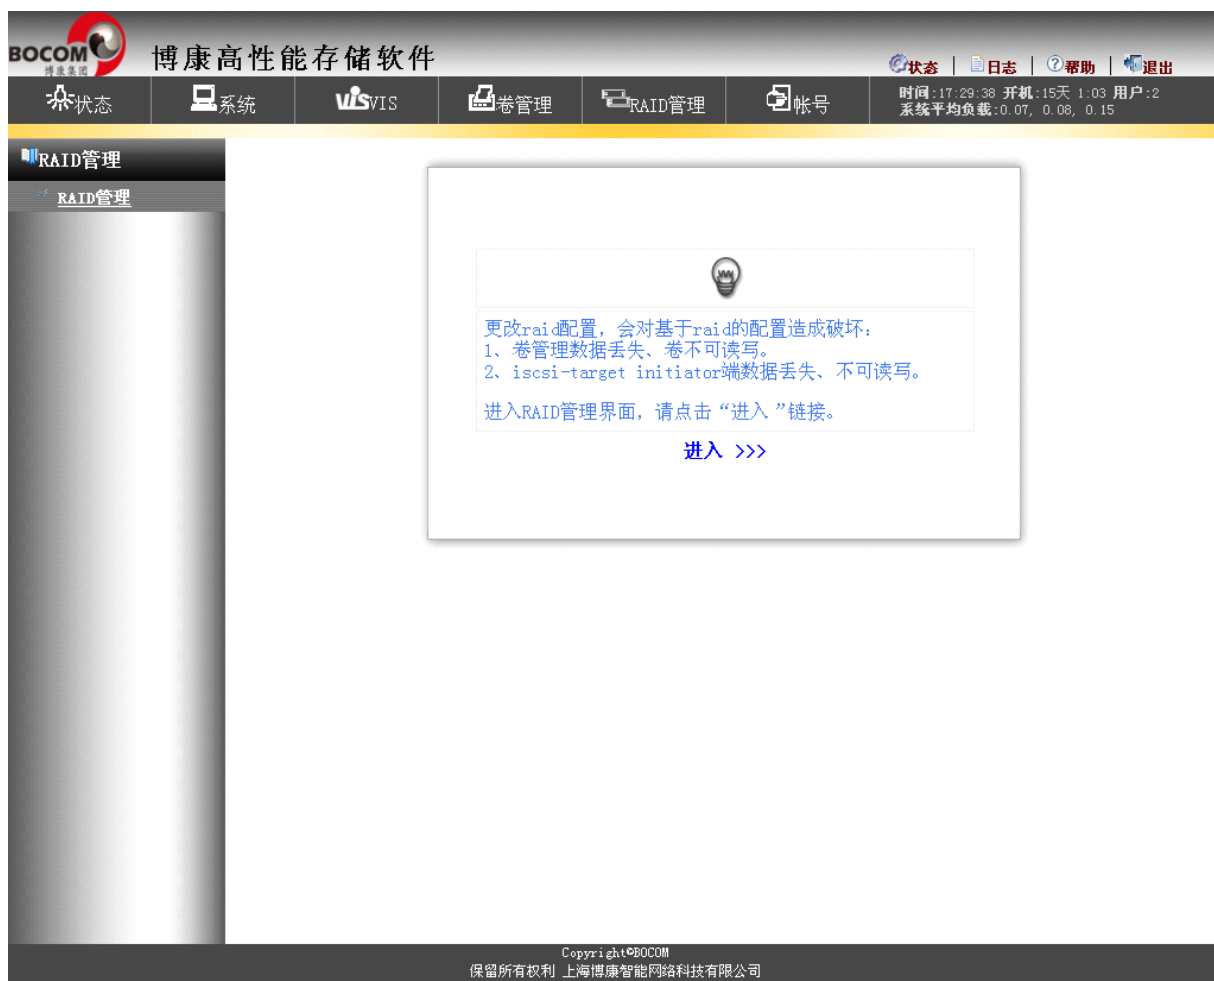 BOCOM
博康集团
博康高性能存储软件
状态 | 日志 | 帮助 | 退出
状态 系统 vis VIS 卷管理 RAID管理 帐号
时间:17:29:38 开机:15天 1:03 用户:2
系统平均负载:0.07, 0.08, 0.15
RAID管理
RAID管理
更改raid配置，会对基于raid的配置造成破坏：
1、卷管理数据丢失、卷不可读写。
2、iscsi-target initiator端数据丢失、不可读写。
进入RAID管理界面，请点击“进入 ”链接。
进入 >>>
Copyright©BOCOM
保留所有权利 上海博康智能网络科技有限公司